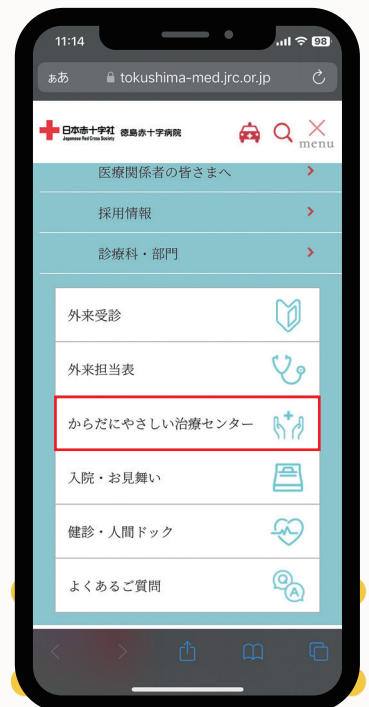 11:14
98
ぁあ tokushima-med.jrc.or.jp
日本赤十字社 徳島赤十字病院
Japanese Red Cross Society
menu
医療関係者の皆さまへ
採用情報
診療科・部門
外来受診
外来担当表
からだにやさしい治療センター
入院・お見舞い
健診・人間ドック
よくあるご質問
Q
A